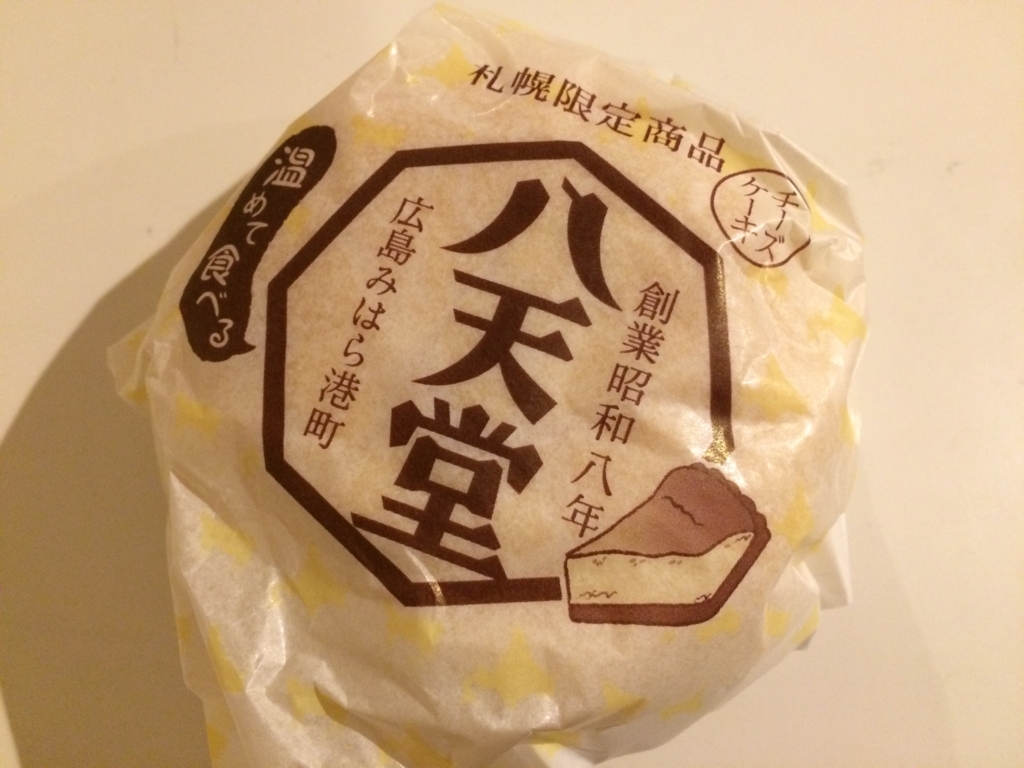 札幌限定商品
チーズ
ケーキ
温めて食べる
創業昭和八年
八天堂
広島みはら港町